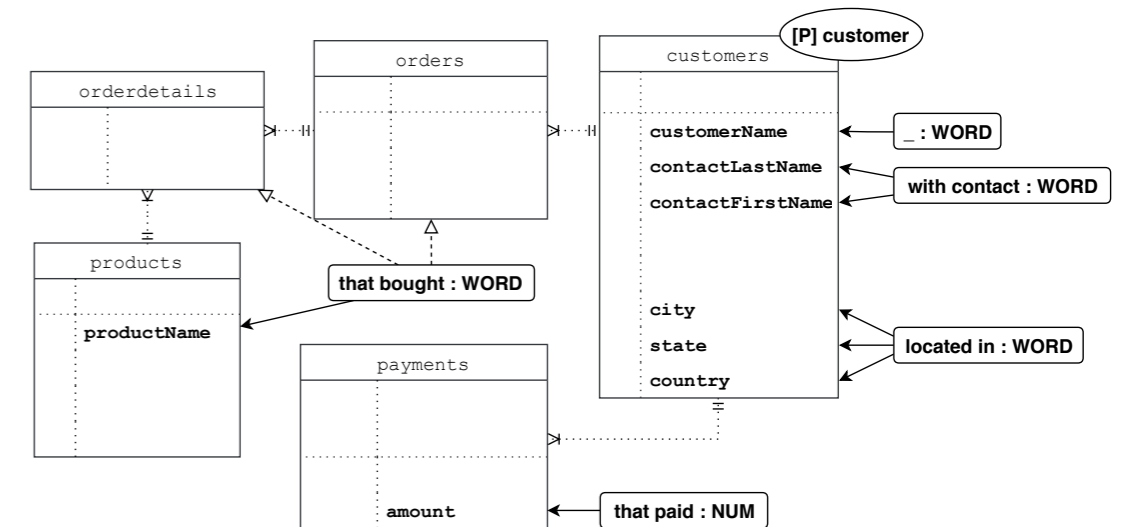 [P] customer
orders
customers
orderdetails
customerName
_ : WORD
contactLastName
with contact : WORD
contactFirstName
products
that bought : WORD
productName
city
state
located in : WORD
country
payments
amount
that paid : NUM